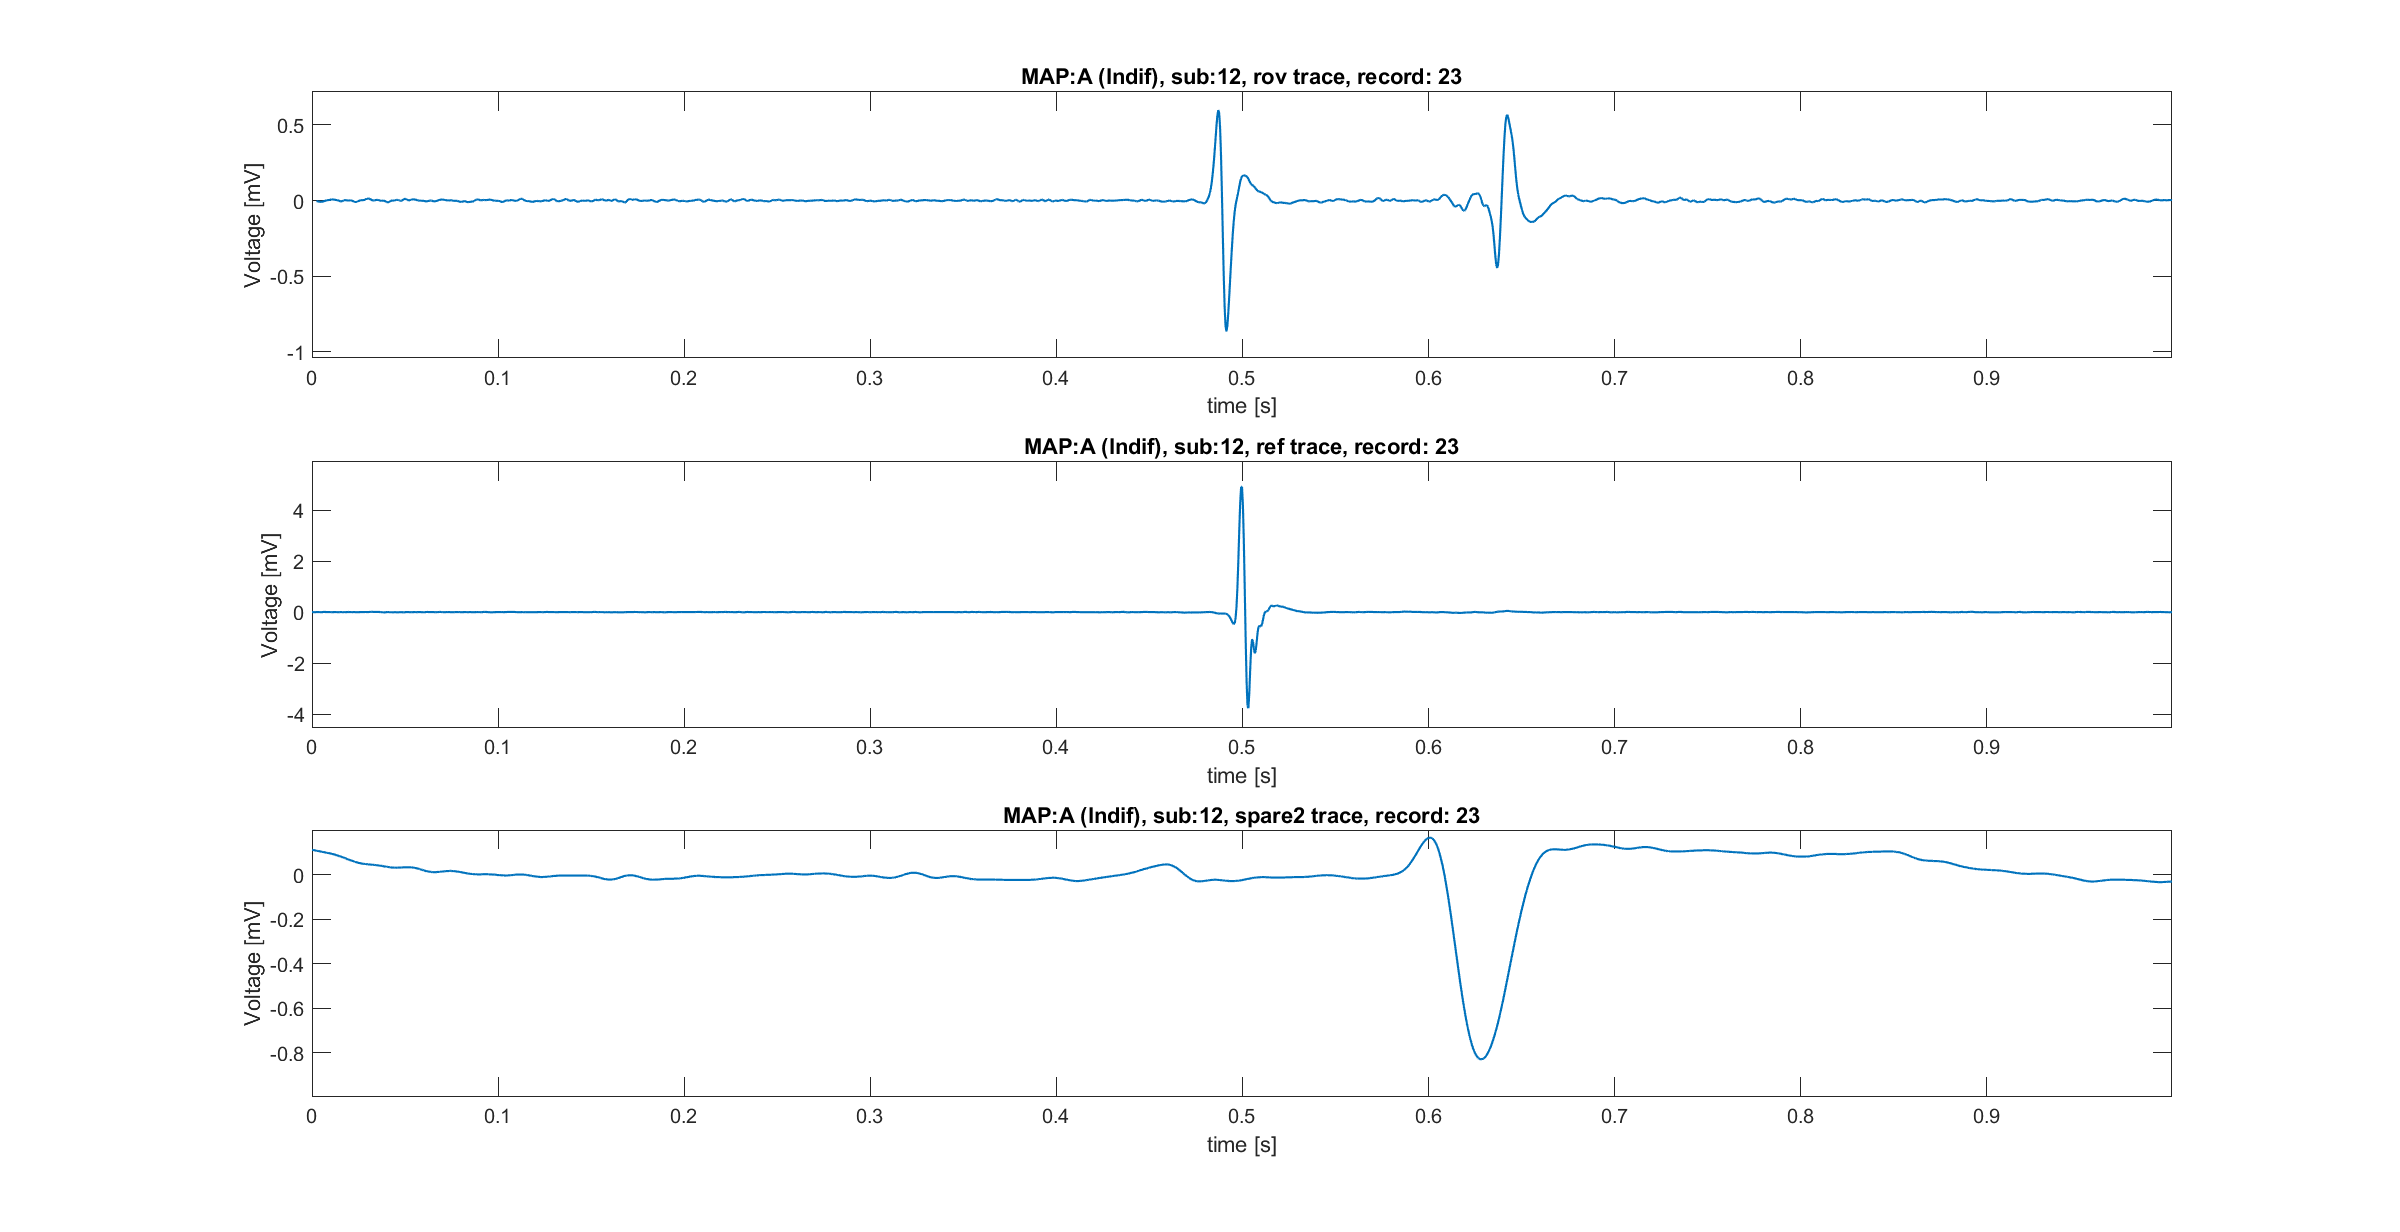 MAP:A (Indif), sub:12, rov trace, record: 23
Voltage [mV]
0.5
0
-0.5
-1
0 0.1 0.2 0.3 0.4 0.5 0.6 0.7 0.8 0.9
time [s]
MAP:A (Indif), sub:12, ref trace, record: 23
Voltage [mV]
4
2
0
-2
-4
0 0.1 0.2 0.3 0.4 0.5 0.6 0.7 0.8 0.9
time [s]
MAP:A (Indif), sub:12, spare2 trace, record: 23
Voltage [mV]
0
-0.2
-0.4
-0.6
-0.8
0 0.1 0.2 0.3 0.4 0.5 0.6 0.7 0.8 0.9
time [s]